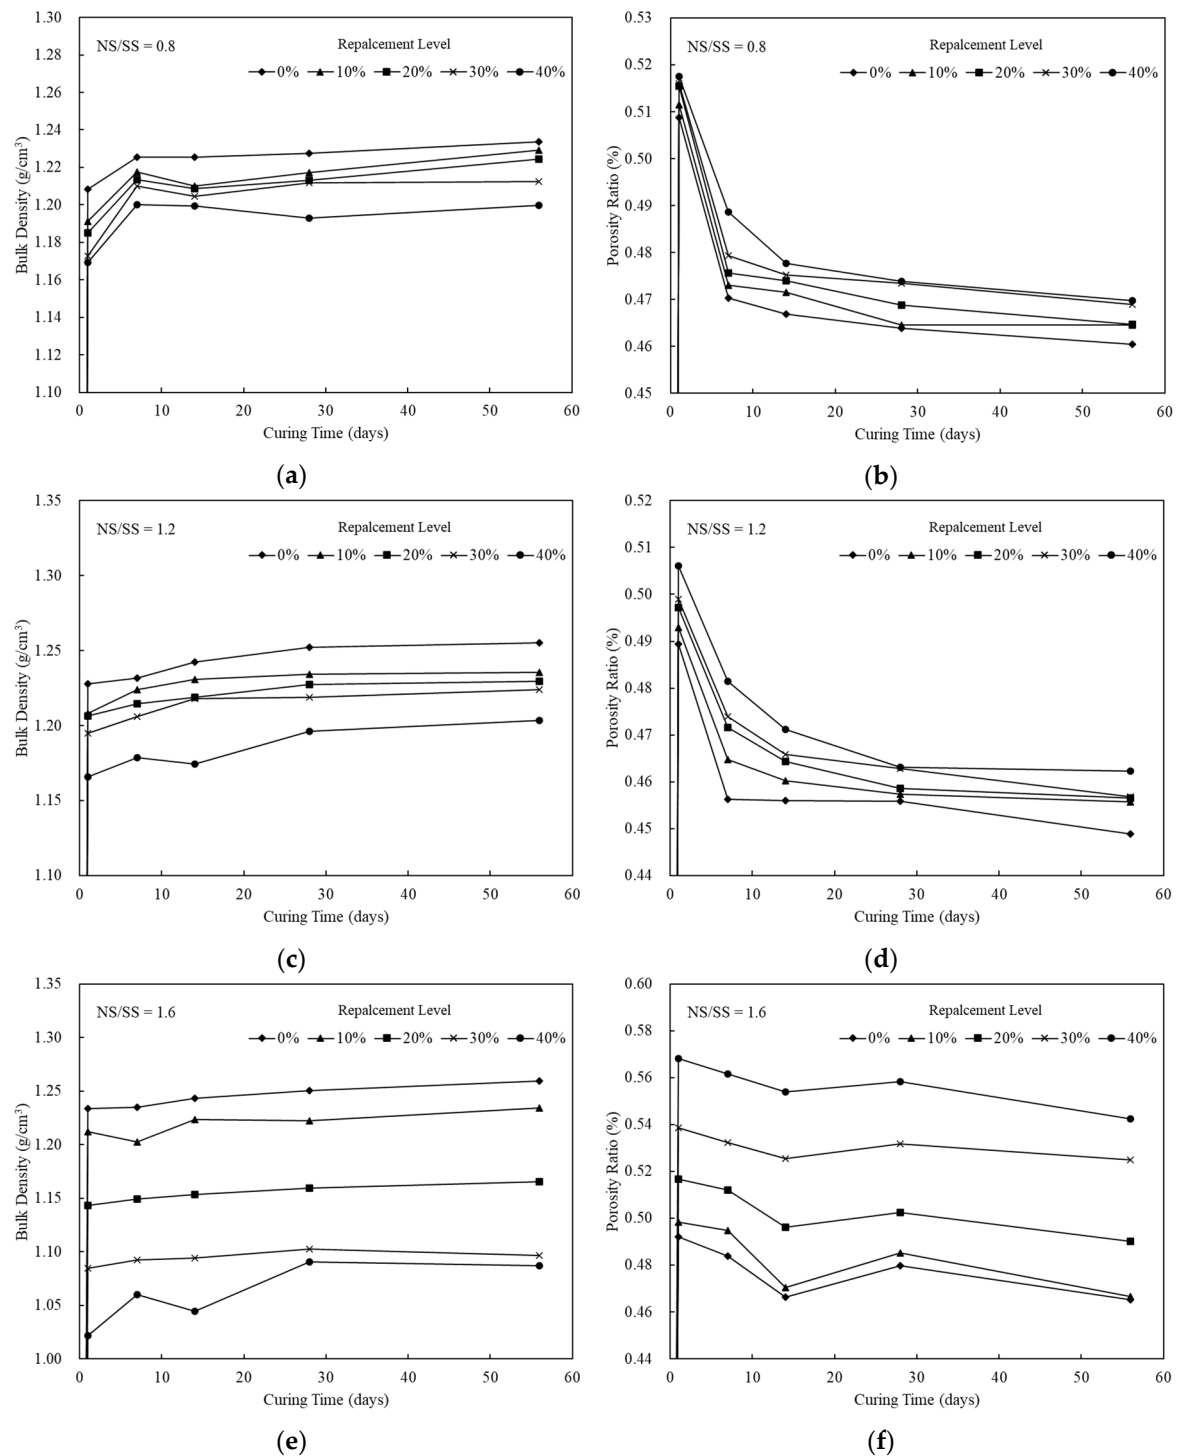 NS/SS = 0.8
Repalcement Level
0% 10% 20% 30% 40%
1.30
1.28
1.26
1.24
1.22
1.20
1.18
1.16
1.14
1.12
1.10
Bulk Density (g/cm³)
0 10 20 30 40 50 60
Curing Time (days)
(a)
NS/SS = 0.8
Repalcement Level
0% 10% 20% 30% 40%
0.53
0.52
0.51
0.50
0.49
0.48
0.47
0.46
0.45
Porosity Ratio (%)
0 10 20 30 40 50 60
Curing Time (days)
(b)
NS/SS = 1.2
Repalcement Level
0% 10% 20% 30% 40%
1.35
1.30
1.25
1.20
1.15
1.10
Bulk Density (g/cm³)
0 10 20 30 40 50 60
Curing Time (days)
(c)
NS/SS = 1.2
Repalcement Level
0% 10% 20% 30% 40%
0.52
0.51
0.50
0.49
0.48
0.47
0.46
0.45
0.44
Porosity Ratio (%)
0 10 20 30 40 50 60
Curing Time (days)
(d)
NS/SS = 1.6
Repalcement Level
0% 10% 20% 30% 40%
1.35
1.30
1.25
1.20
1.15
1.10
1.05
1.00
Bulk Density (g/cm³)
0 10 20 30 40 50 60
Curing Time (days)
(e)
NS/SS = 1.6
Repalcement Level
0% 10% 20% 30% 40%
0.60
0.58
0.56
0.54
0.52
0.50
0.48
0.46
0.44
Porosity Ratio (%)
0 10 20 30 40 50 60
Curing Time (days)
(f)